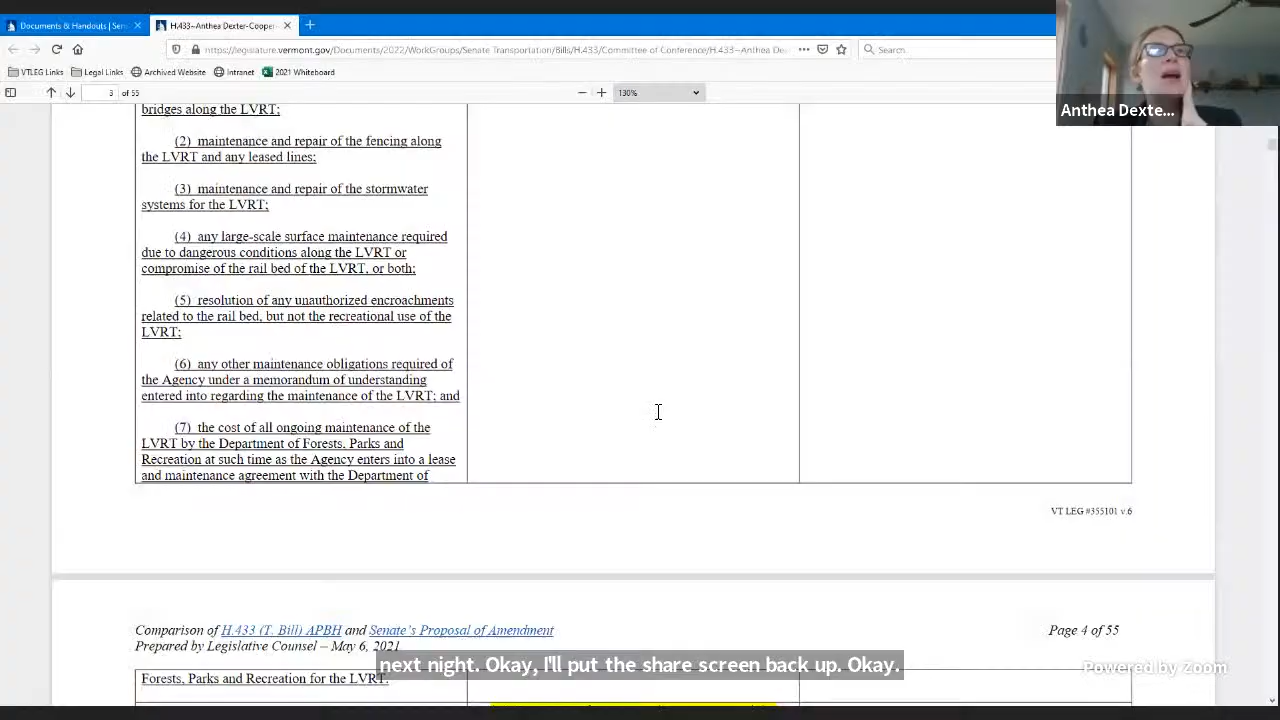 Documents & Handouts | Sen
H.433~Anthea Dexter-Cooper
https://legislature.vermont.gov/Documents/2022/WorkGroups/Senate Transportation/Bills/H.433/Committee of Conference/H.433~Anthea De
Search
VTLEG Links
Legal Links
Archived Website
Intranet
2021 Whiteboard
3 of 55
130%
Anthea Dexte...
bridges along the LVRT;
(2) maintenance and repair of the fencing along
the LVRT and any leased lines;
(3) maintenance and repair of the stormwater
systems for the LVRT;
(4) any large-scale surface maintenance required
due to dangerous conditions along the LVRT or
compromise of the rail bed of the LVRT, or both;
(5) resolution of any unauthorized encroachments
related to the rail bed, but not the recreational use of the
LVRT;
(6) any other maintenance obligations required of
the Agency under a memorandum of understanding
entered into regarding the maintenance of the LVRT; and
(7) the cost of all ongoing maintenance of the
LVRT by the Department of Forests, Parks and
Recreation at such time as the Agency enters into a lease
and maintenance agreement with the Department of
VT LEG #355101 v.6
Comparison of H.433 (T. Bill) APBH and Senate's Proposal of Amendment
Page 4 of 55
Prepared by Legislative Counsel – May 6, 2021
next night. Okay, I'll put the share screen back up. Okay.
Powered by Zoom
Forests, Parks and Recreation for the LVRT.